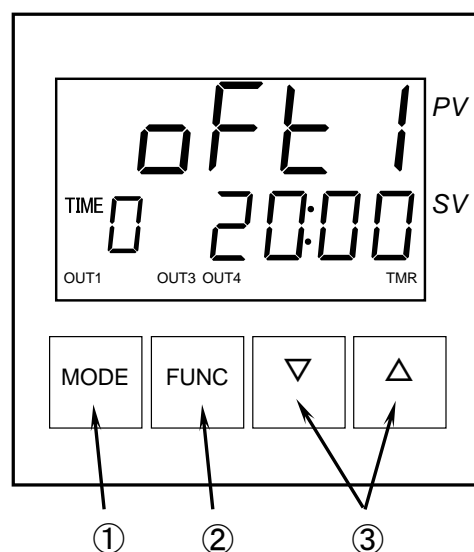 oFt1 PV
TIME 0 20:00 SV
OUT1 OUT3 OUT4 TMR
MODE FUNC ▽ △
① ② ③